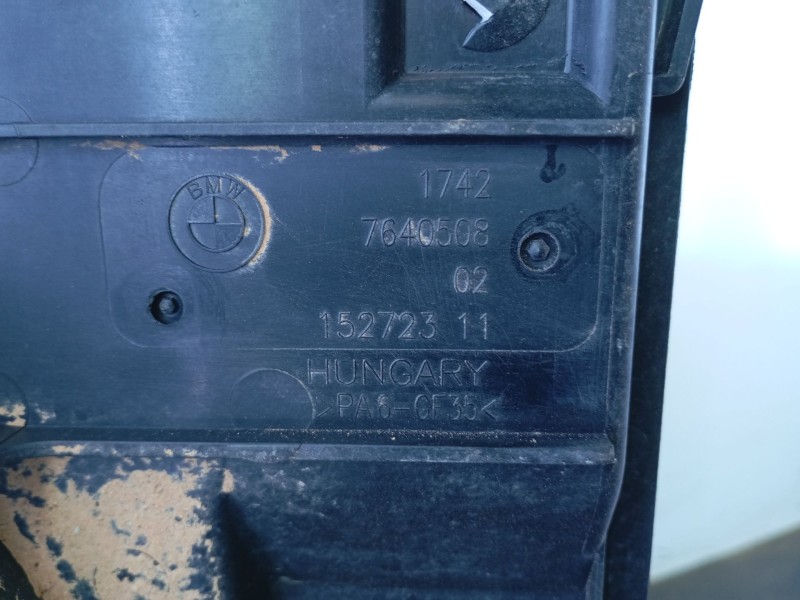 BMW
1742
7640508
02
152723 11
HUNGARY
>PA6-GF35<